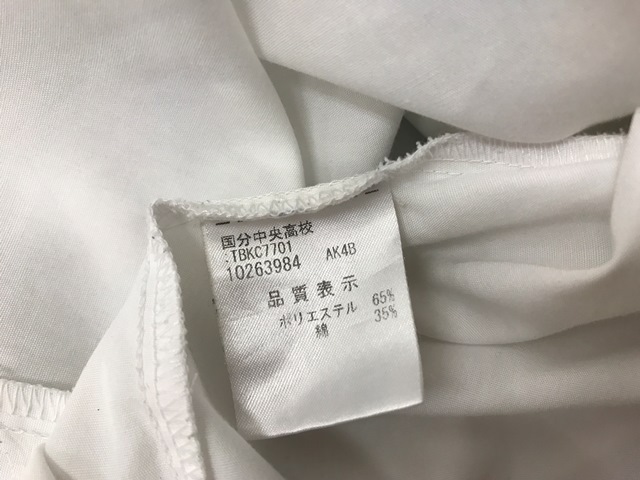 国分中央高校
:TBKC7701
10263984 AK4B
品質表示
ポリエステル 65%
綿 35%